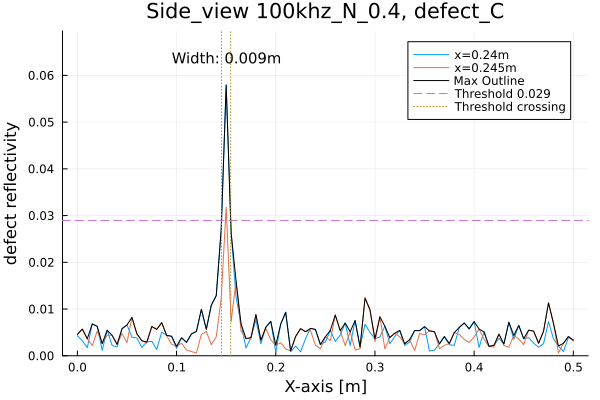 Side_view 100khz_N_0.4, defect_C
Width: 0.009m
x=0.24m
x=0.245m
Max Outline
Threshold 0.029
Threshold crossing
0.06
0.05
0.04
0.03
0.02
0.01
0.00
defect reflectivity
0.0 0.1 0.2 0.3 0.4 0.5
X-axis [m]